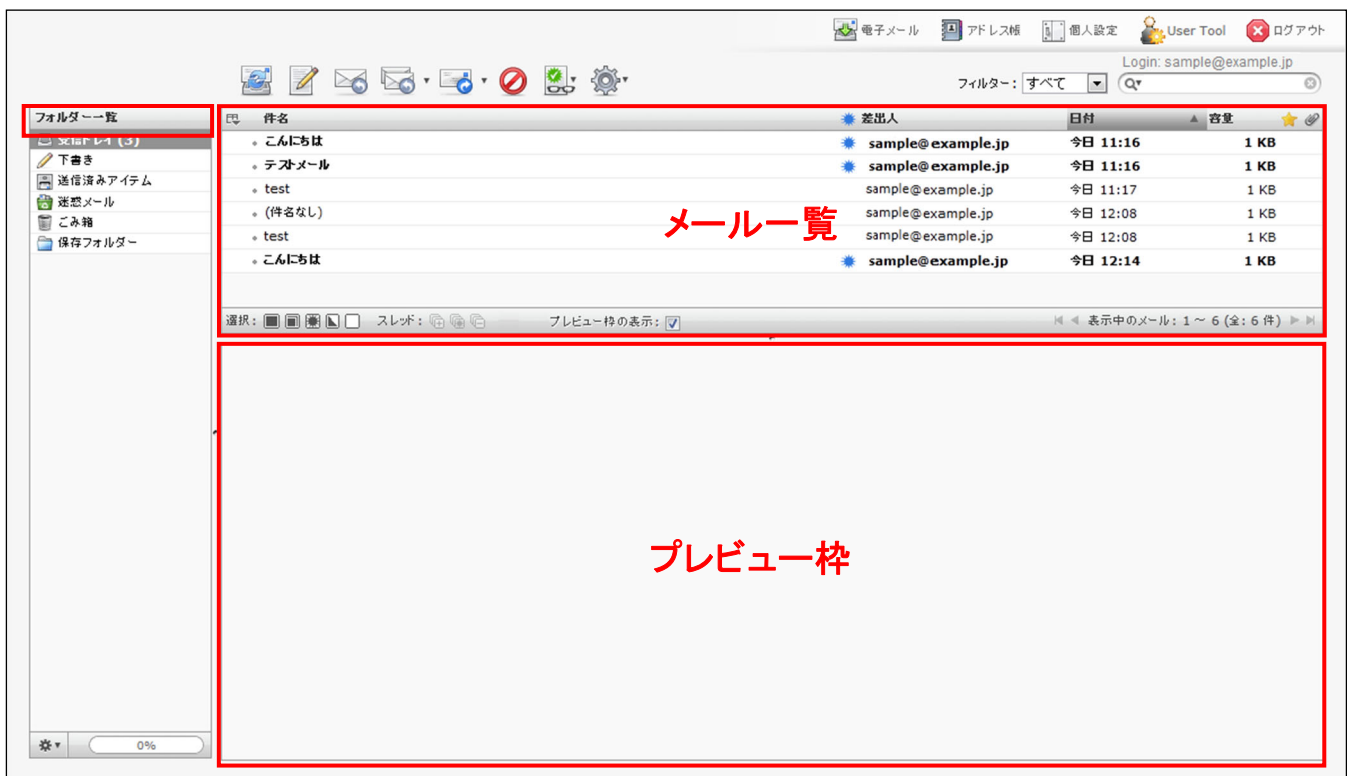 電子メール アドレス帳 個人設定 User Tool ログアウト
Login: sample@example.jp
フィルター: すべて
フォルダー一覧
受信トレイ (3)
下書き
送信済みアイテム
迷惑メール
ごみ箱
保存フォルダー
件名 差出人 日付 容量
こんにちは sample@example.jp 今日 11:16 1 KB
テストメール sample@example.jp 今日 11:16 1 KB
test sample@example.jp 今日 11:17 1 KB
(件名なし) sample@example.jp 今日 12:08 1 KB
test sample@example.jp 今日 12:08 1 KB
こんにちは sample@example.jp 今日 12:14 1 KB
メール一覧
選択: スレッド: プレビュー枠の表示: 表示中のメール: 1 ～ 6 (全: 6 件)
プレビュー枠
0%